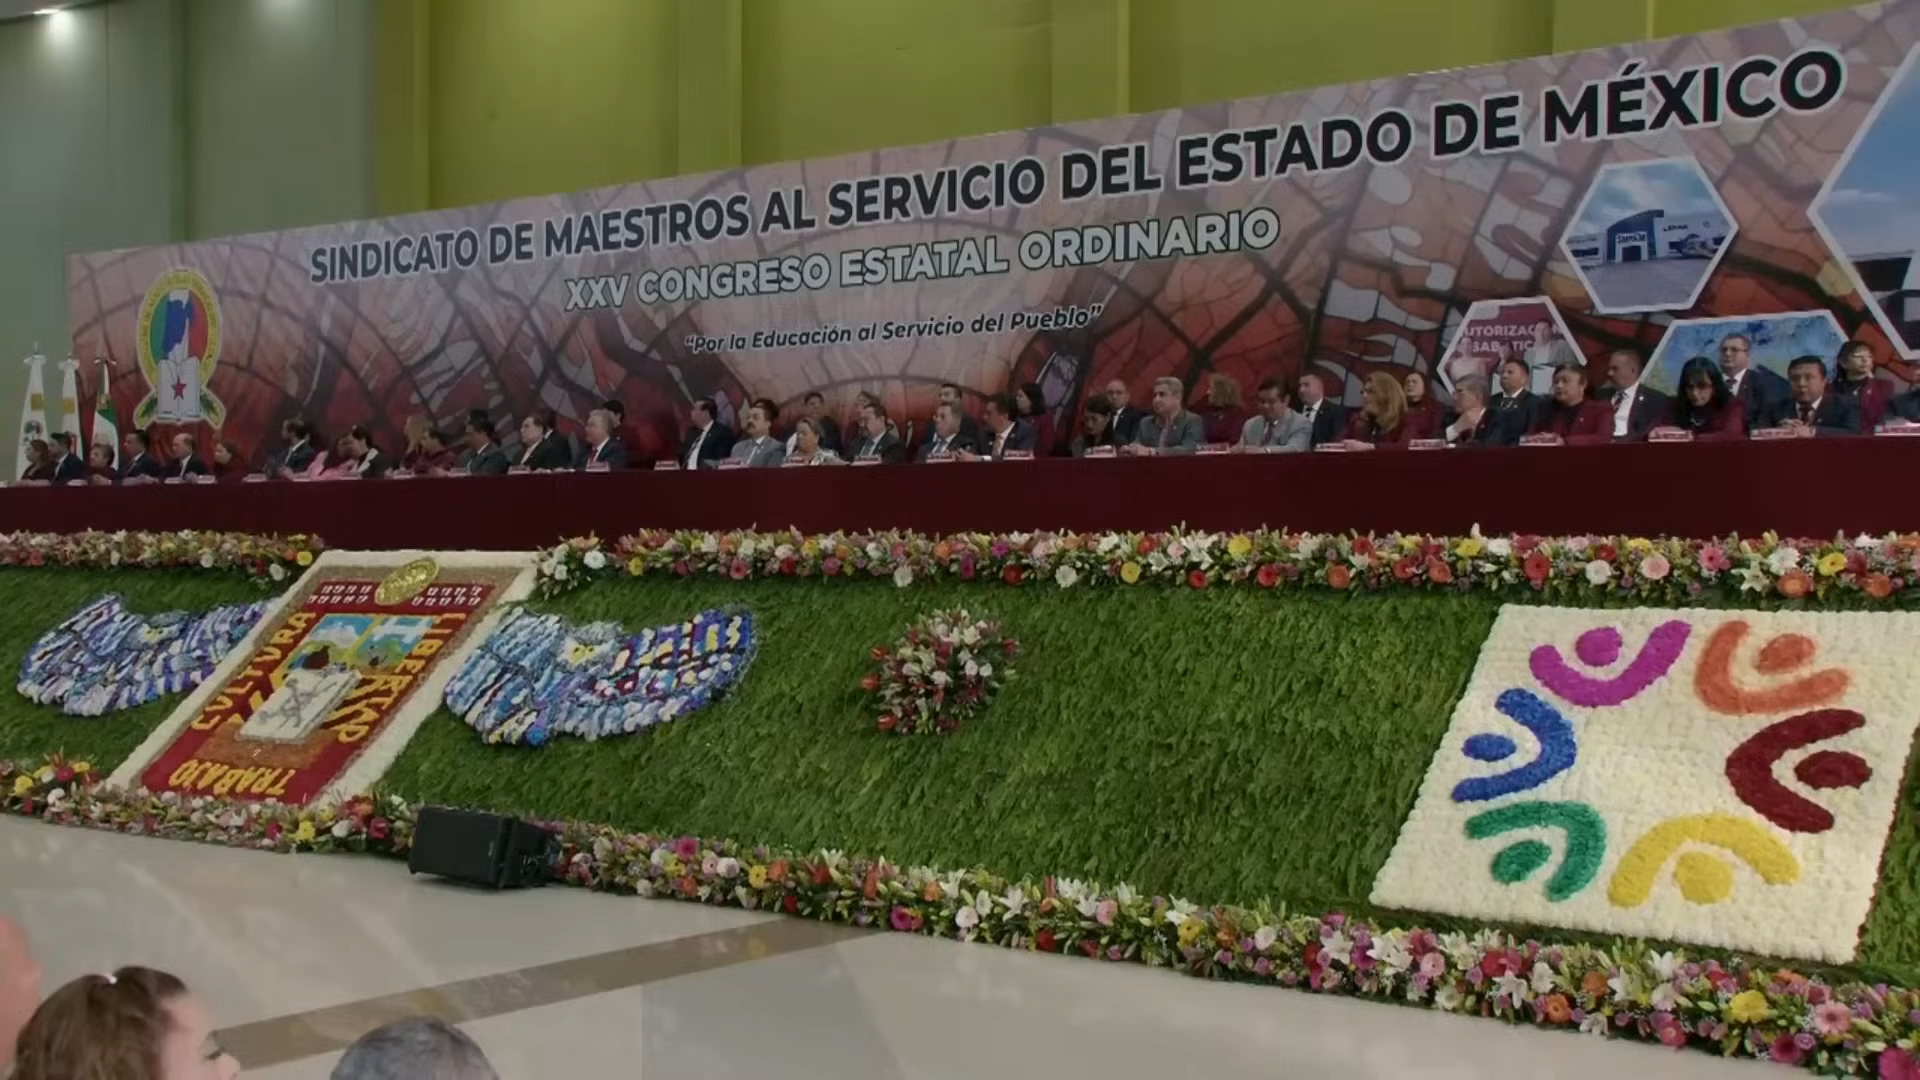 SINDICATO DE MAESTROS AL SERVICIO DEL ESTADO DE MÉXICO
XXV CONGRESO ESTATAL ORDINARIO
“Por la Educación al Servicio del Pueblo”
CVLTVRA
LIBERTAD
TRABAJO